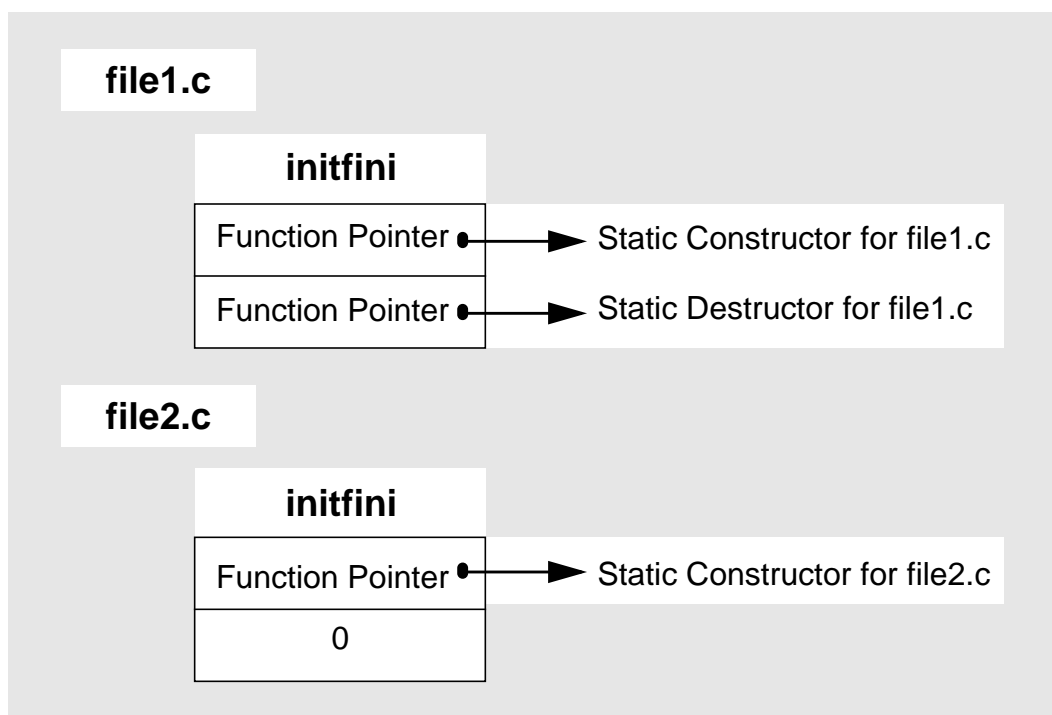 file1.c
initfini
Function Pointer Static Constructor for file1.c
Function Pointer Static Destructor for file1.c
file2.c
initfini
Function Pointer Static Constructor for file2.c
0